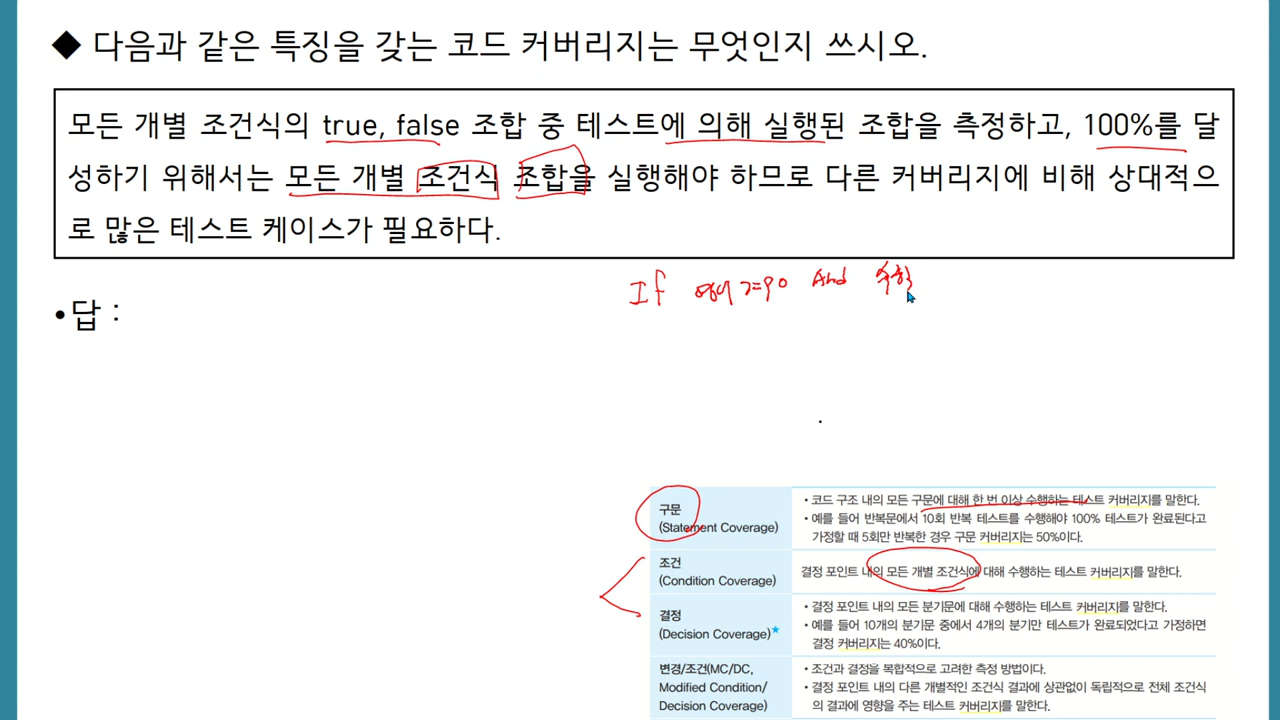 ◆ 다음과 같은 특징을 갖는 코드 커버리지는 무엇인지 쓰시오.
모든 개별 조건식의 true, false 조합 중 테스트에 의해 실행된 조합을 측정하고, 100%를 달
성하기 위해서는 모든 개별 조건식 조합을 실행해야 하므로 다른 커버리지에 비해 상대적으
로 많은 테스트 케이스가 필요하다.
If 영어 >=90 And 수학
•답 :
구문
(Statement Coverage)
• 코드 구조 내의 모든 구문에 대해 한 번 이상 수행하는 테스트 커버리지를 말한다.
• 예를 들어 반복문에서 10회 반복 테스트를 수행해야 100% 테스트가 완료된다고
가정할 때 5회만 반복한 경우 구문 커버리지는 50%이다.
조건
(Condition Coverage)
결정 포인트 내의 모든 개별 조건식에 대해 수행하는 테스트 커버리지를 말한다.
결정
(Decision Coverage)★
• 결정 포인트 내의 모든 분기문에 대해 수행하는 테스트 커버리지를 말한다.
• 예를 들어 10개의 분기문 중에서 4개의 분기만 테스트가 완료되었다고 가정하면
결정 커버리지는 40%이다.
변경/조건(MC/DC,
Modified Condition/
Decision Coverage)
• 조건과 결정을 복합적으로 고려한 측정 방법이다.
• 결정 포인트 내의 다른 개별적인 조건식 결과에 상관없이 독립적으로 전체 조건식
의 결과에 영향을 주는 테스트 커버리지를 말한다.